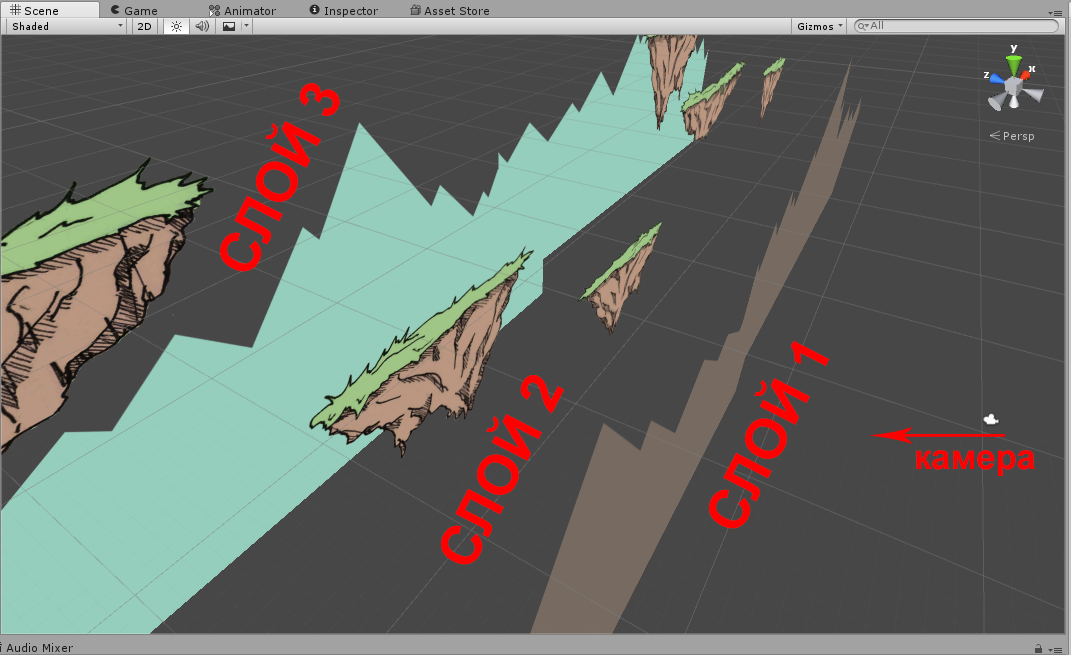 Scene Game Animator Inspector Asset Store
Shaded 2D Gizmos All
y
x
z
Persp
СЛОЙ 3
СЛОЙ 2
СЛОЙ 1
камера
Audio Mixer